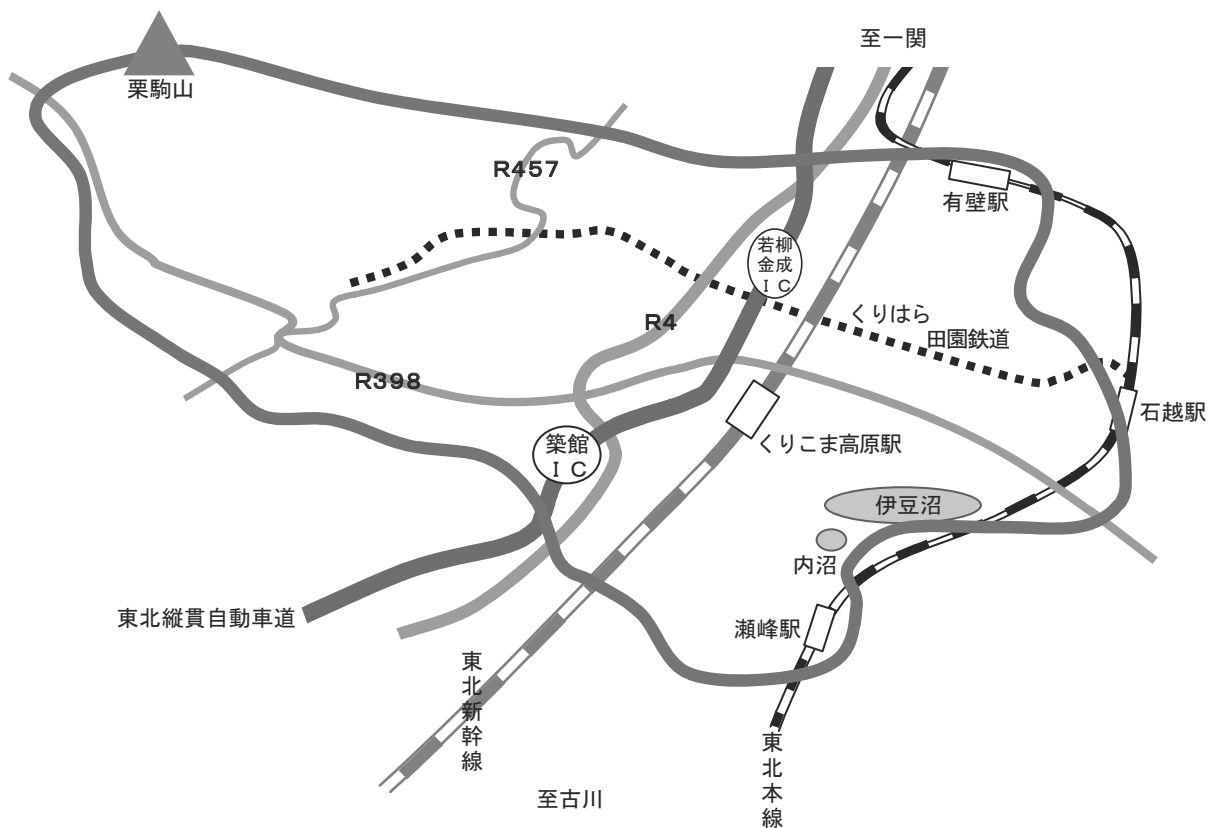 至一関
栗駒山
R457
有壁駅
若柳
金成
ＩＣ
くりはら
田園鉄道
R4
R398
石越駅
築館
ＩＣ
くりこま高原駅
伊豆沼
内沼
東北縦貫自動車道
瀬峰駅
東北新幹線
東北本線
至古川